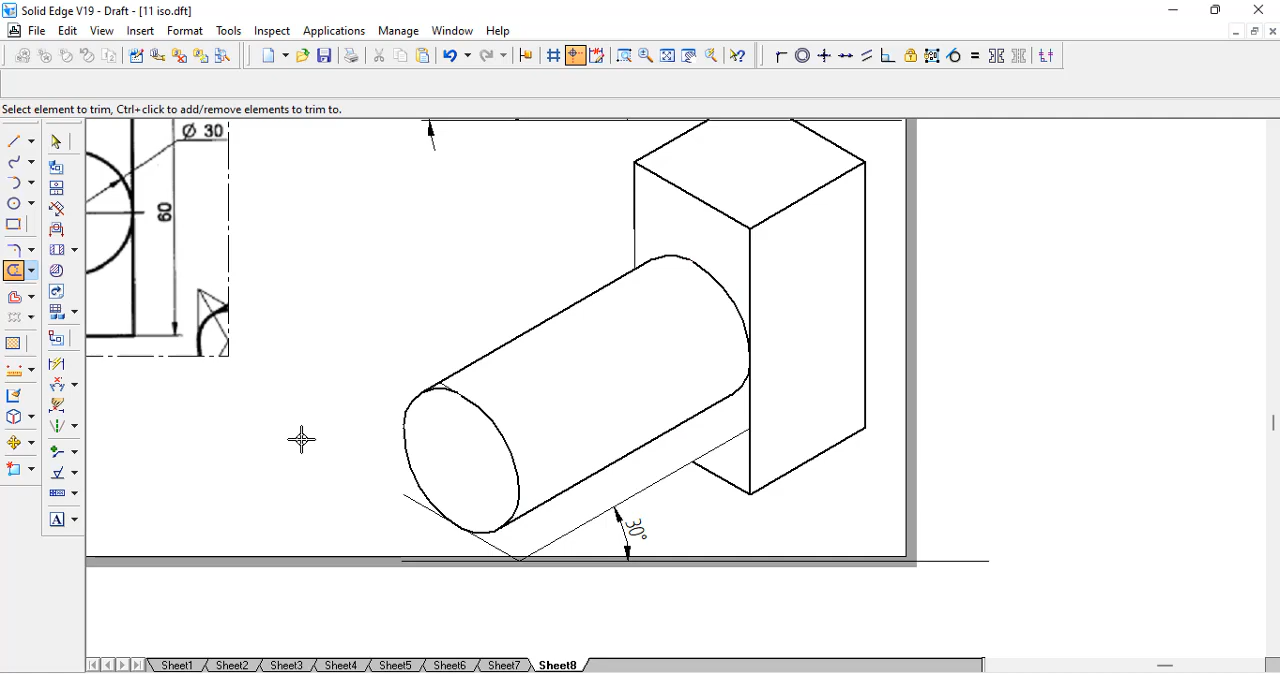 Solid Edge V19 - Draft - [11 iso.dft]
File Edit View Insert Format Tools Inspect Applications Manage Window Help
Select element to trim, Ctrl+click to add/remove elements to trim to.
Ø 30
60
30°
A
Sheet1 Sheet2 Sheet3 Sheet4 Sheet5 Sheet6 Sheet7 Sheet8